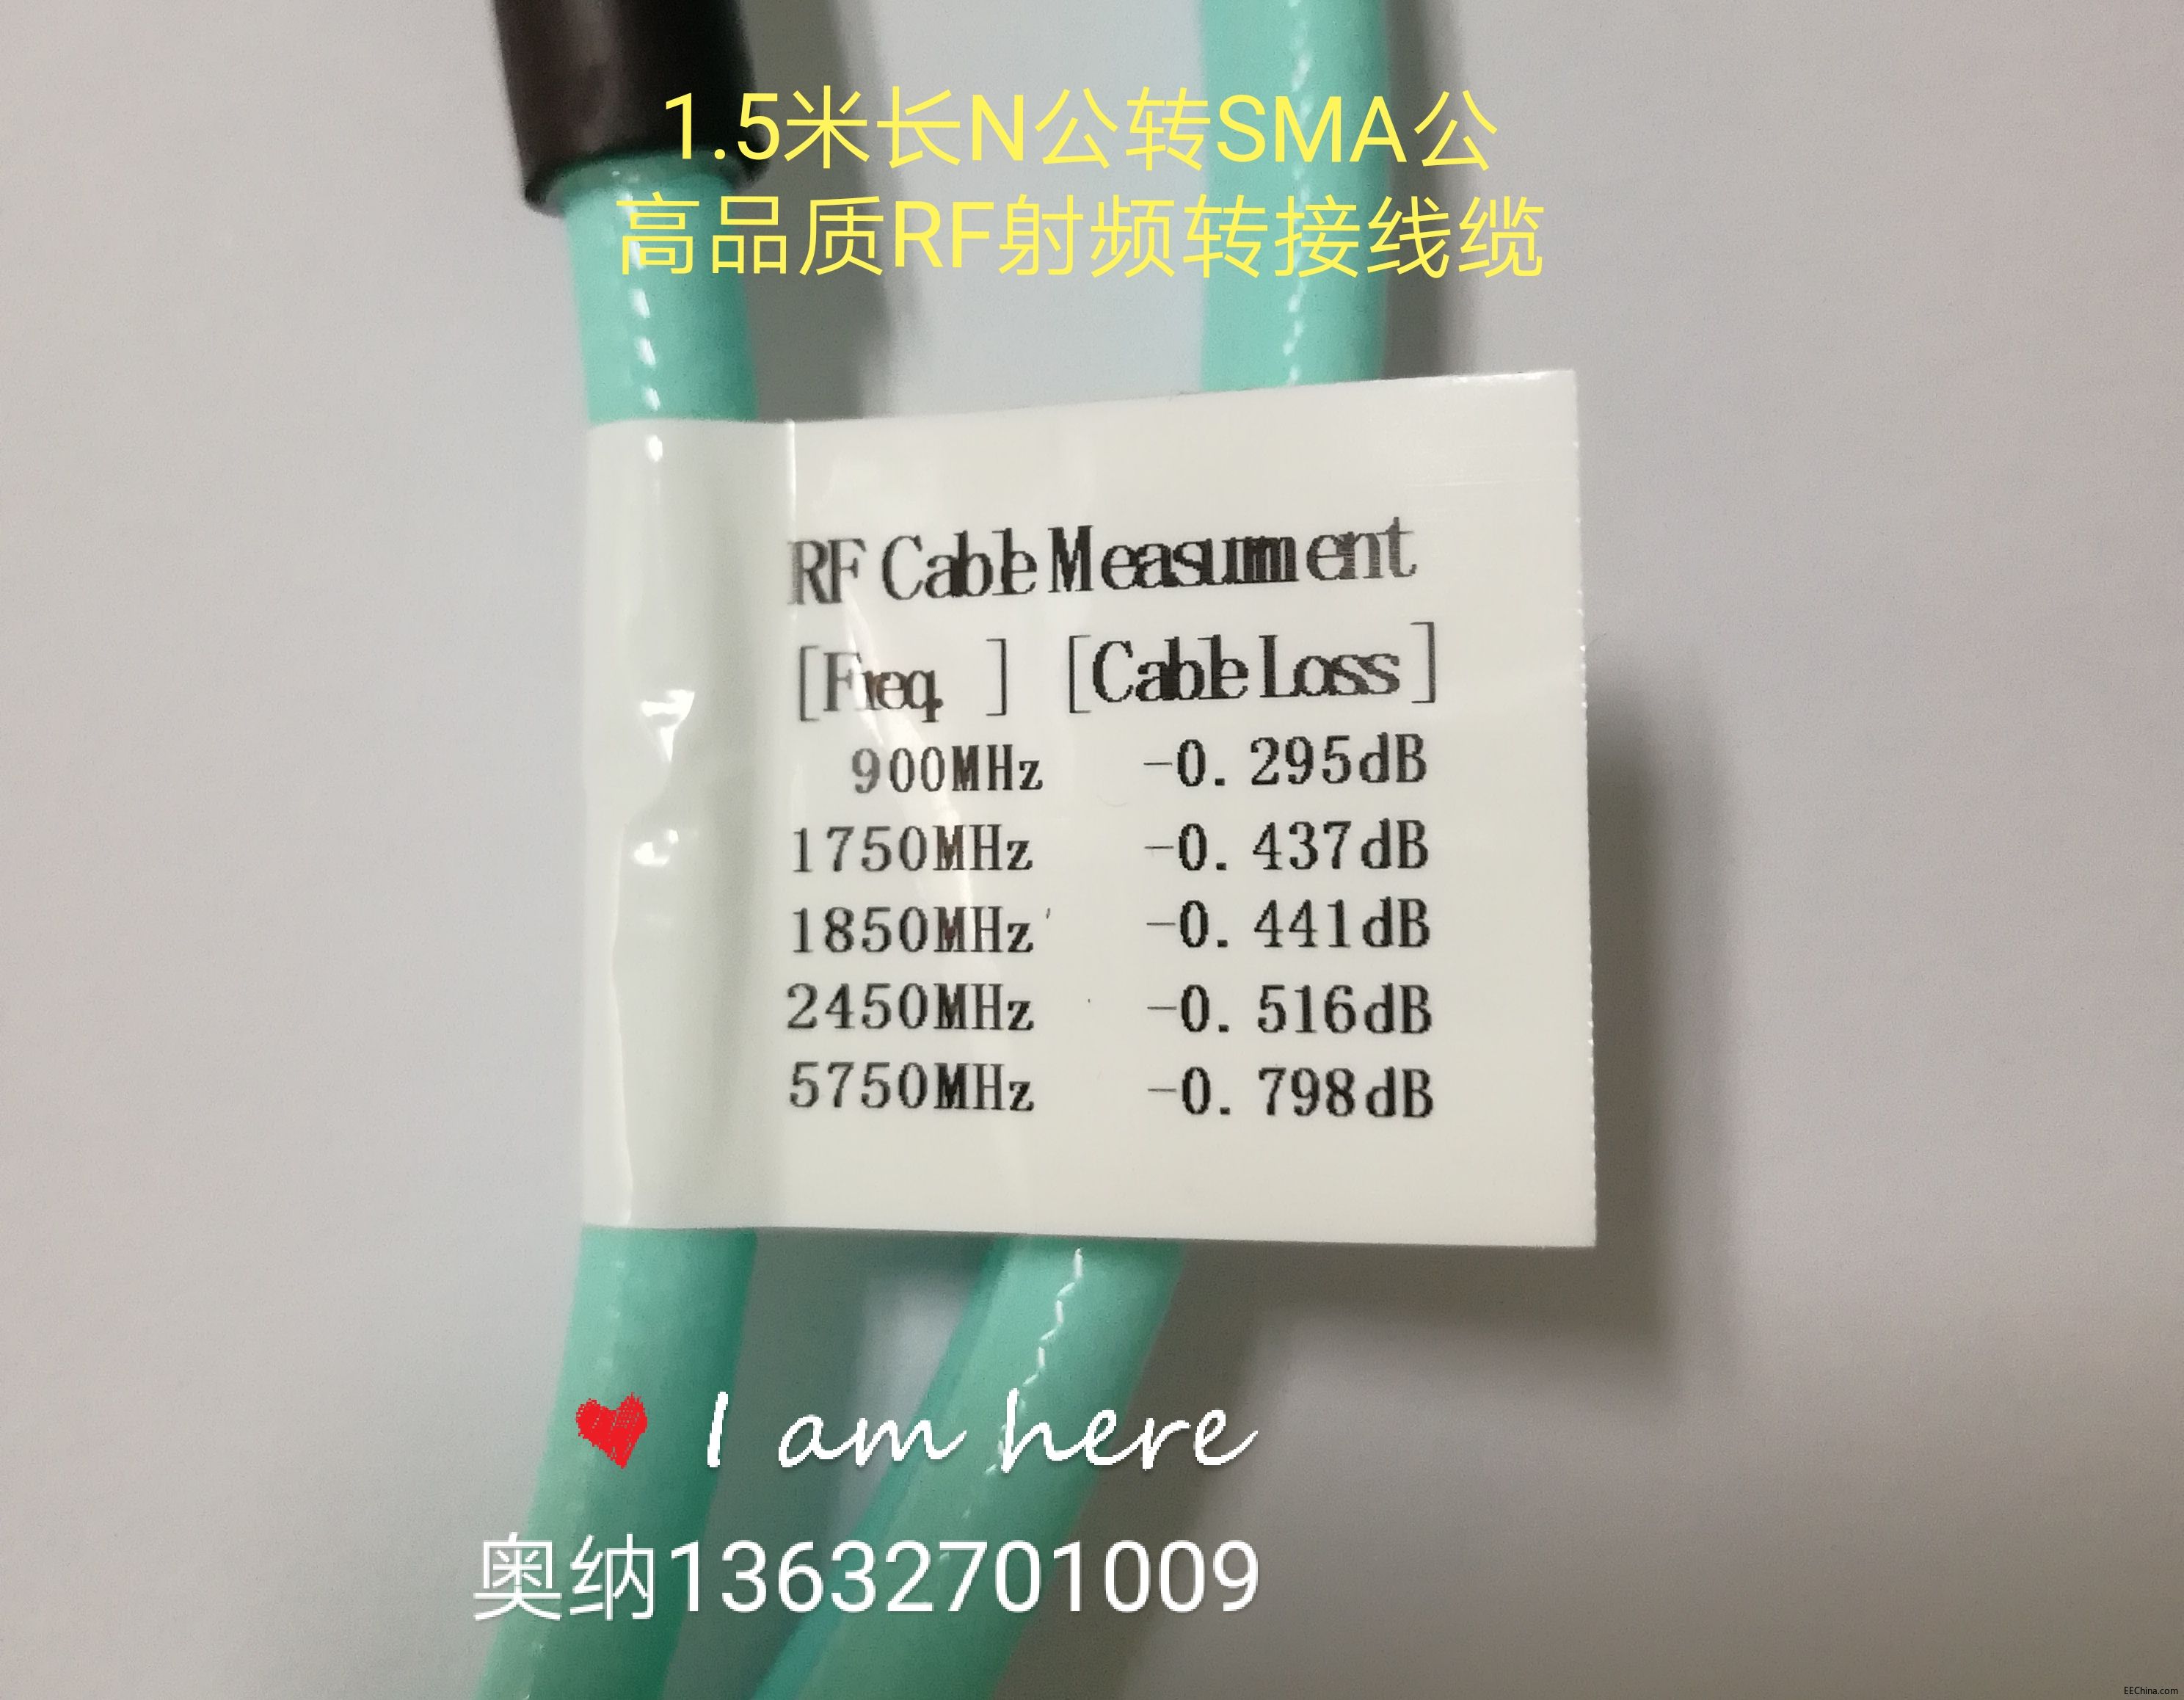 1.5米长N公转SMA公
高品质RF射频转接线缆
RF Cable Measurment
[Freq. ] [Cable Loss]
900MHz -0.295dB
1750MHz -0.437dB
1850MHz -0.441dB
2450MHz -0.516dB
5750MHz -0.798dB
I am here
奥纳13632701009
EEChina.com